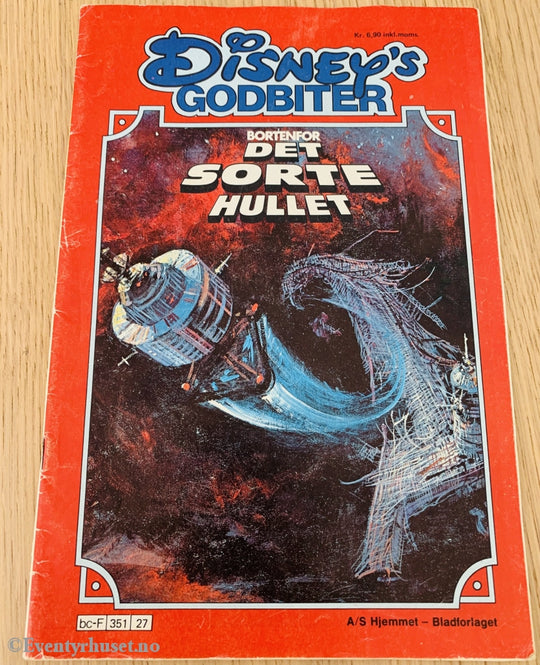 Kr. 6,90 inkl.moms.
Disney's
GODBITER
BORTENFOR
DET
SORTE
HULLET
bc-F 351 27
A/S Hjemmet – Bladforlaget
©Eventyrhuset.no